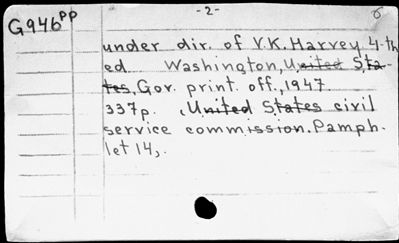 -2-
G946PP
under dir. of V.K. Harvey. 4-th
ed. Washington, United Sta-
tes, Gov. print. off., 1947.
337p. (United States civil
service commission. Pamph-
let 14,.